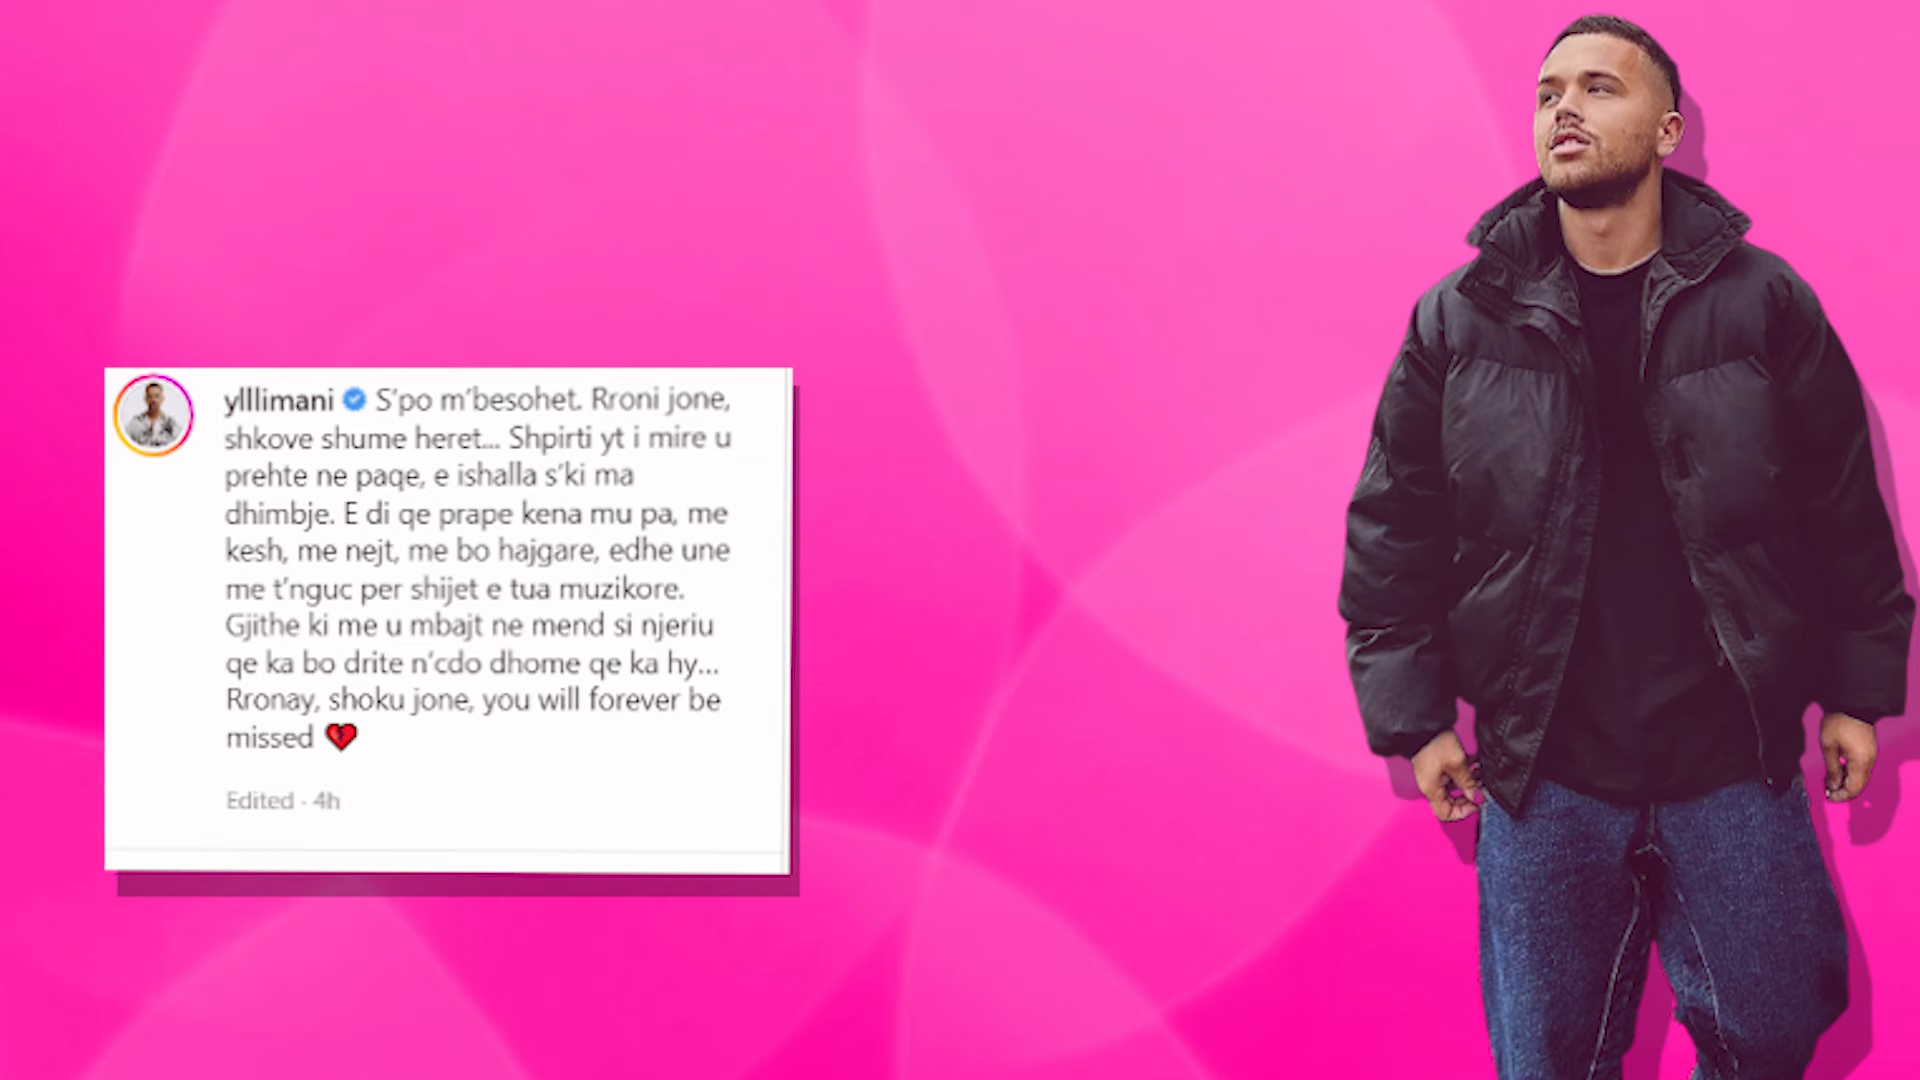 ylllimani S'po m'besohet. Rroni jone,
shkove shume heret... Shpirti yt i mire u
prehte ne paqe, e ishalla s'ki ma
dhimbje. E di qe prape kena mu pa, me
kesh, me nejt, me bo hajgare, edhe une
me t'nguc per shijet e tua muzikore.
Gjithe ki me u mbajt ne mend si njeriu
qe ka bo drite n'cdo dhome qe ka hy...
Rronay, shoku jone, you will forever be
missed 💔
Edited · 4h